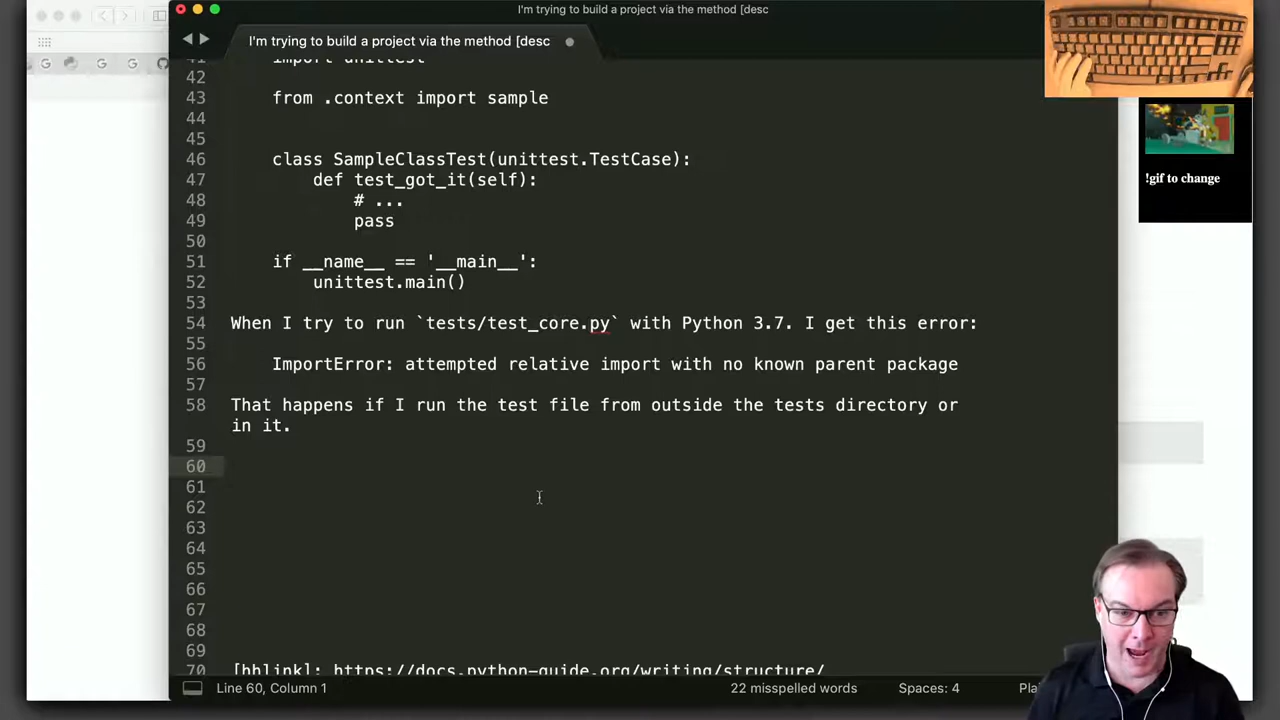 I'm trying to build a project via the method [desc
I'm trying to build a project via the method [desc
41 import unittest
42
43 from .context import sample
44
45
46 class SampleClassTest(unittest.TestCase):
47 def test_got_it(self):
48 # ...
49 pass
50
51 if __name__ == '__main__':
52 unittest.main()
53
54 When I try to run `tests/test_core.py` with Python 3.7. I get this error:
55
56 ImportError: attempted relative import with no known parent package
57
58 That happens if I run the test file from outside the tests directory or
in it.
59
60
61
62
63
64
65
66
67
68
69
70 [hhlink]: https://docs.python-guide.org/writing/structure/
Line 60, Column 1 22 misspelled words Spaces: 4 Plai
!gif to change